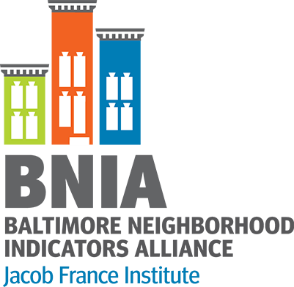 BNIA
BALTIMORE NEIGHBORHOOD
INDICATORS ALLIANCE
Jacob France Institute